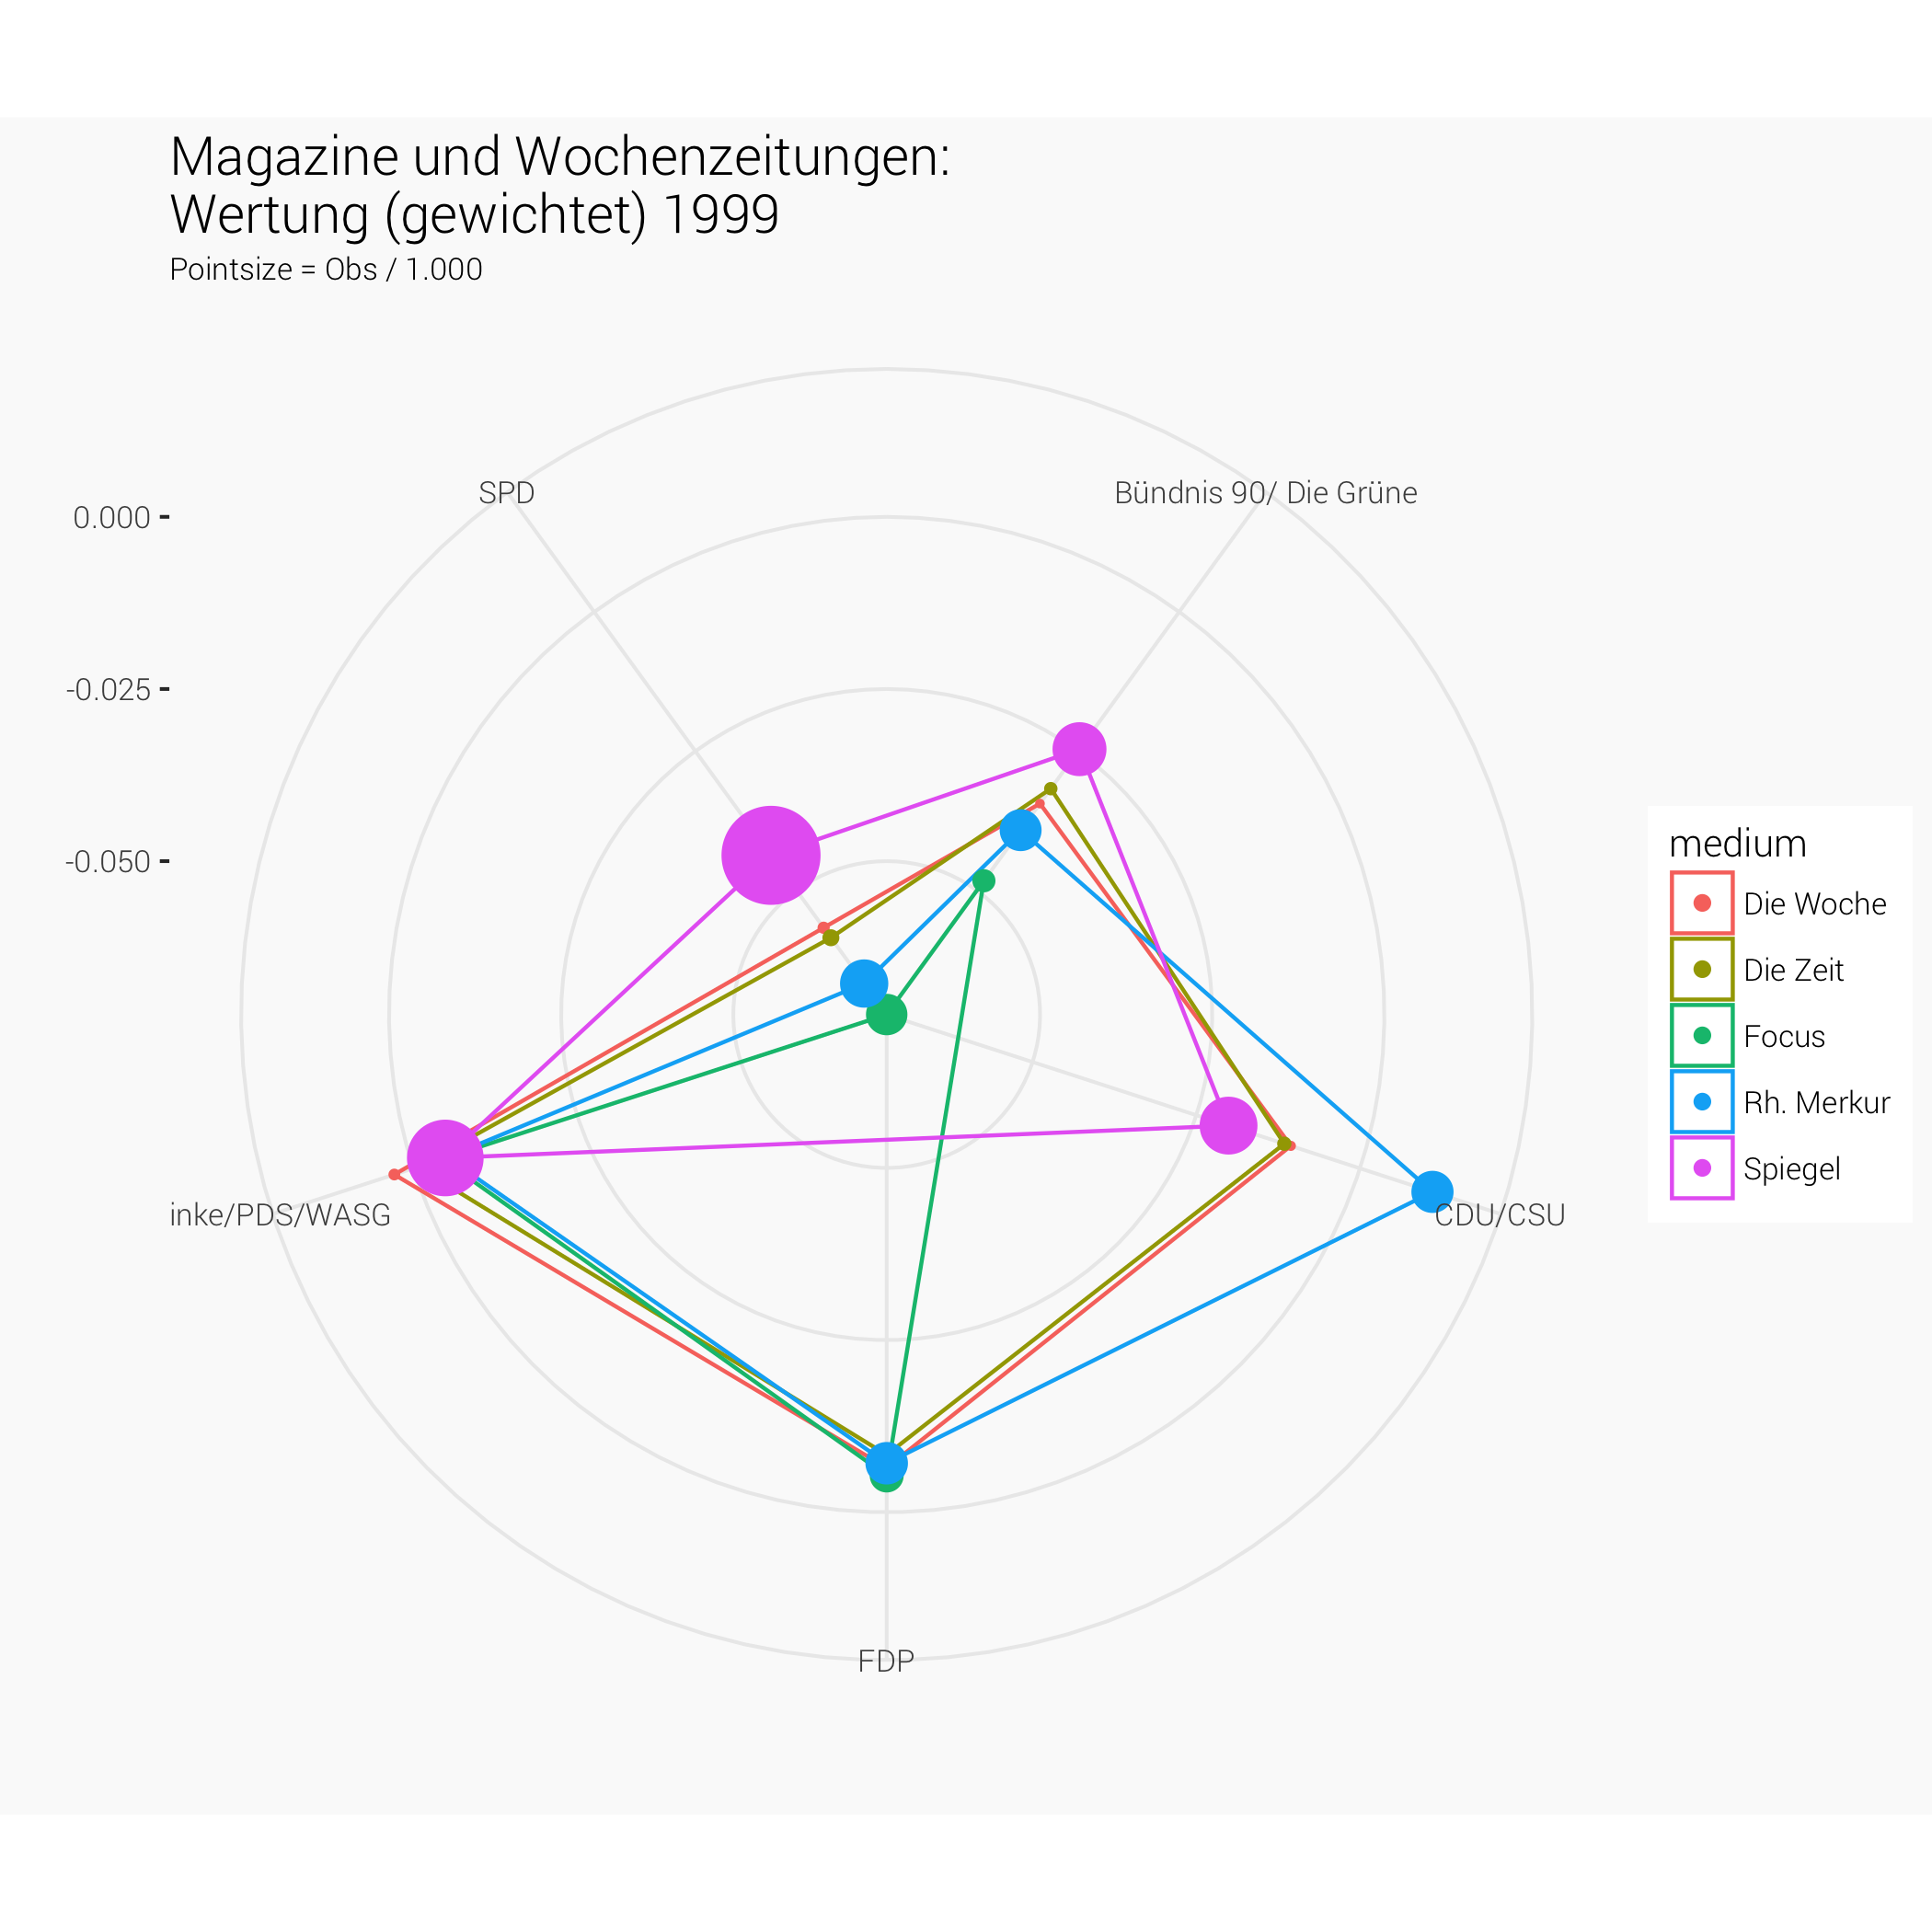 Magazine und Wochenzeitungen:
Wertung (gewichtet) 1999
Pointsize = Obs / 1.000
SPD
Bündnis 90/ Die Grüne
0.000
-0.025
-0.050
inke/PDS/WASG
CDU/CSU
FDP
medium
Die Woche
Die Zeit
Focus
Rh. Merkur
Spiegel